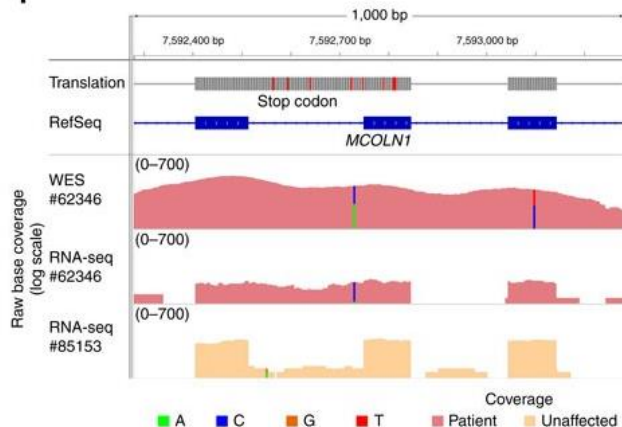 1,000 bp
7,592,400 bp 7,592,700 bp 7,593,000 bp
Translation
Stop codon
RefSeq
MCOLN1
Raw base coverage
(log scale)
(0–700)
WES
#62346
(0–700)
RNA-seq
#62346
(0–700)
RNA-seq
#85153
Coverage
A C G T Patient Unaffected